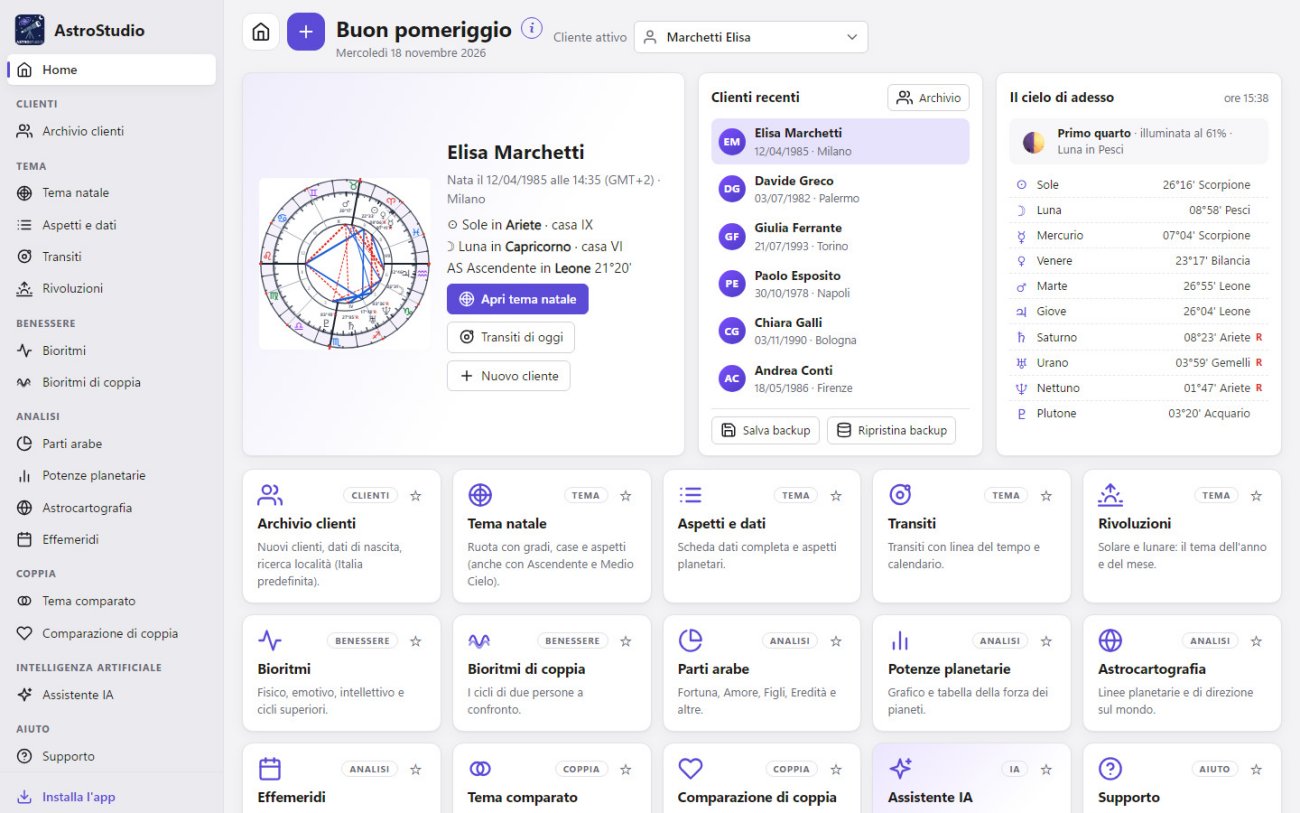 AstroStudio
Home
CLIENTI
Archivio clienti
TEMA
Tema natale
Aspetti e dati
Transiti
Rivoluzioni
BENESSERE
Bioritmi
Bioritmi di coppia
ANALISI
Parti arabe
Potenze planetarie
Astrocartografia
Effemeridi
COPPIA
Tema comparato
Comparazione di coppia
INTELLIGENZA ARTIFICIALE
Assistente IA
AIUTO
Supporto
Installa l'app
Buon pomeriggio
Mercoledì 18 novembre 2026
Cliente attivo
Marchetti Elisa
Elisa Marchetti
Nata il 12/04/1985 alle 14:35 (GMT+2) ·
Milano
☉ Sole in Ariete · casa IX
☽ Luna in Capricorno · casa VI
AS Ascendente in Leone 21°20'
Apri tema natale
Transiti di oggi
Nuovo cliente
Clienti recenti
Archivio
EM
Elisa Marchetti
12/04/1985 · Milano
DG
Davide Greco
03/07/1982 · Palermo
GF
Giulia Ferrante
21/07/1993 · Torino
PE
Paolo Esposito
30/10/1978 · Napoli
CG
Chiara Galli
03/11/1990 · Bologna
AC
Andrea Conti
18/05/1986 · Firenze
Salva backup
Ripristina backup
Il cielo di adesso
ore 15:38
Primo quarto · illuminata al 61% ·
Luna in Pesci
☉ Sole 26°16' Scorpione
☽ Luna 08°58' Pesci
☿ Mercurio 07°04' Scorpione
♀ Venere 23°17' Bilancia
♂ Marte 26°55' Leone
♃ Giove 26°04' Leone
♄ Saturno 08°23' Ariete R
♅ Urano 03°59' Gemelli R
♆ Nettuno 01°47' Ariete R
♇ Plutone 03°20' Acquario
CLIENTI
Archivio clienti
Nuovi clienti, dati di nascita,
ricerca località (Italia
predefinita).
TEMA
Tema natale
Ruota con gradi, case e aspetti
(anche con Ascendente e Medio
Cielo).
TEMA
Aspetti e dati
Scheda dati completa e aspetti
planetari.
TEMA
Transiti
Transiti con linea del tempo e
calendario.
TEMA
Rivoluzioni
Solare e lunare: il tema dell'anno
e del mese.
BENESSERE
Bioritmi
Fisico, emotivo, intellettivo e
cicli superiori.
BENESSERE
Bioritmi di coppia
I cicli di due persone a
confronto.
ANALISI
Parti arabe
Fortuna, Amore, Figli, Eredità e
altre.
ANALISI
Potenze planetarie
Grafico e tabella della forza dei
pianeti.
ANALISI
Astrocartografia
Linee planetarie e di direzione
sul mondo.
ANALISI
Effemeridi
COPPIA
Tema comparato
COPPIA
Comparazione di coppia
IA
Assistente IA
AIUTO
Supporto